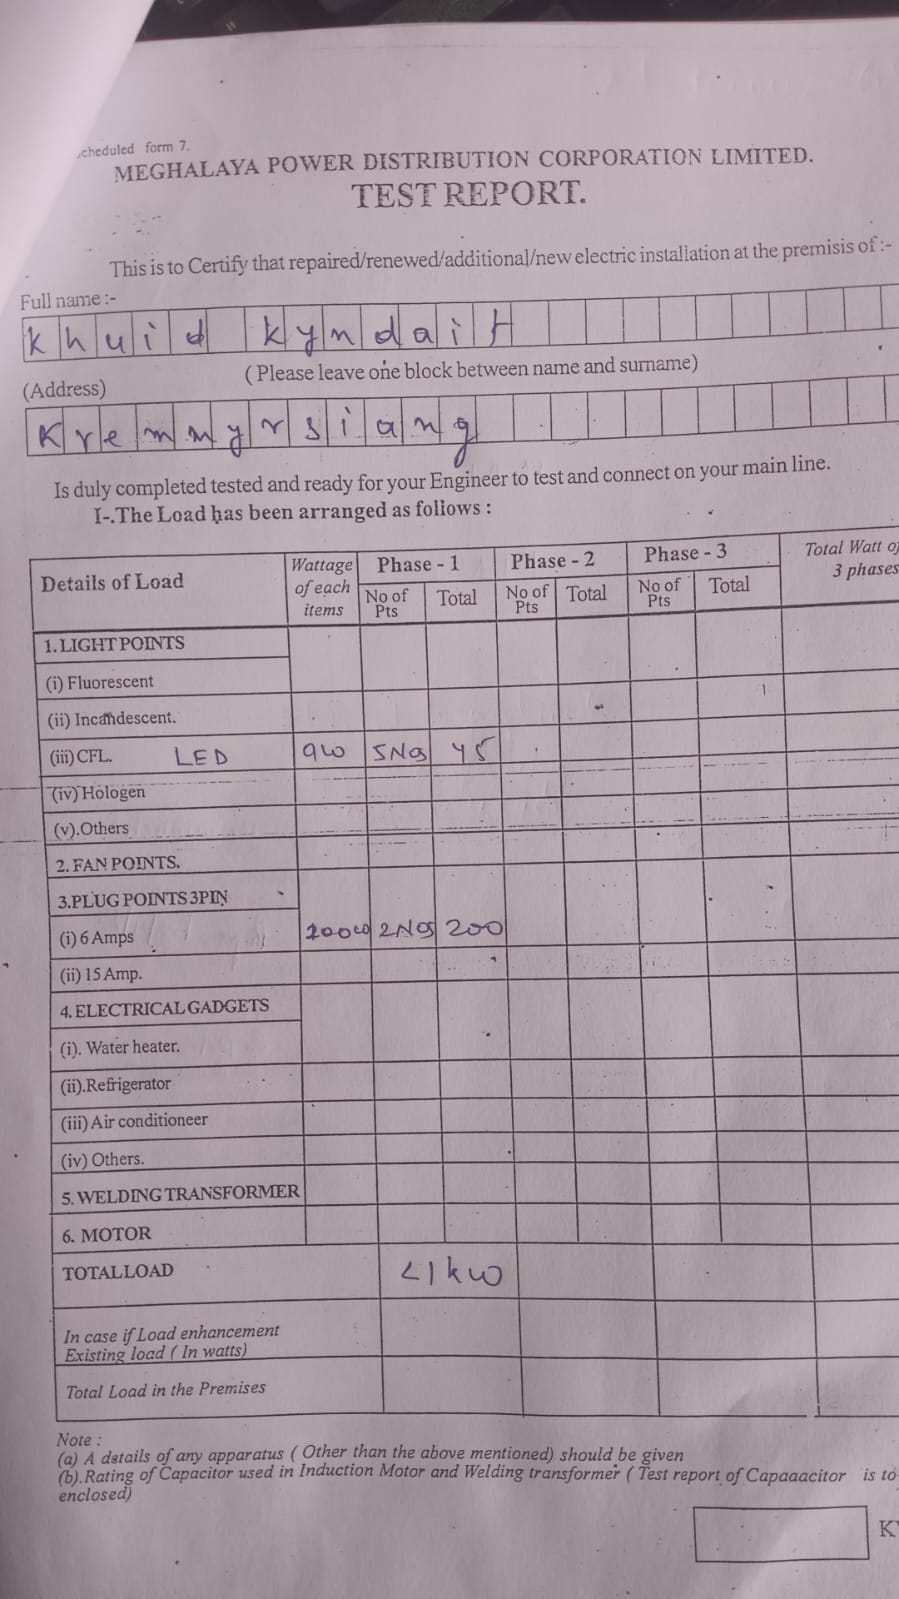 cheduled form 7.
MEGHALAYA POWER DISTRIBUTION CORPORATION LIMITED.
TEST REPORT.
This is to Certify that repaired/renewed/additional/new electric installation at the premisis of :-
Full name :-
Khuid kyndait
( Please leave one block between name and surname)
(Address)
Kremmyrsiang
Is duly completed tested and ready for your Engineer to test and connect on your main line.
I-.The Load has been arranged as follows :
Details of Load Wattage of each items Phase - 1 Phase - 2 Phase - 3 Total Watt of 3 phases
No of Pts Total No of Pts Total No of Pts Total
1. LIGHT POINTS
(i) Fluorescent
(ii) Incandescent.
(iii) CFL. LED 9W 5Nos 45
(iv) Hologen
(v).Others
2. FAN POINTS.
3.PLUG POINTS 3PIN
(i) 6 Amps 2Nos 200
(ii) 15 Amp.
4. ELECTRICAL GADGETS
(i). Water heater.
(ii).Refrigerator
(iii) Air conditioneer
(iv) Others.
5. WELDING TRANSFORMER
6. MOTOR
TOTAL LOAD <1kW
In case if Load enhancement
Existing load ( In watts)
Total Load in the Premises
Note :
(a) A details of any apparatus ( Other than the above mentioned) should be given
(b).Rating of Capacitor used in Induction Motor and Welding transformer ( Test report of Capaaacitor is to
enclosed)